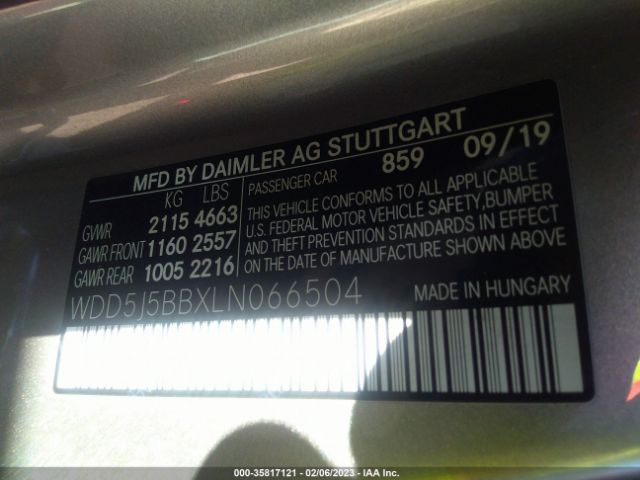 MFD BY DAIMLER AG STUTTGART
KG LBS PASSENGER CAR 859 09/19
GVWR 2115 4663
GAWR FRONT 1160 2557
GAWR REAR 1005 2216
THIS VEHICLE CONFORMS TO ALL APPLICABLE
U.S. FEDERAL MOTOR VEHICLE SAFETY,BUMPER
AND THEFT PREVENTION STANDARDS IN EFFECT
ON THE DATE OF MANUFACTURE SHOWN ABOVE
WDD5J5BBXLN066504 MADE IN HUNGARY
000-35817121 - 02/06/2023 - IAA Inc.